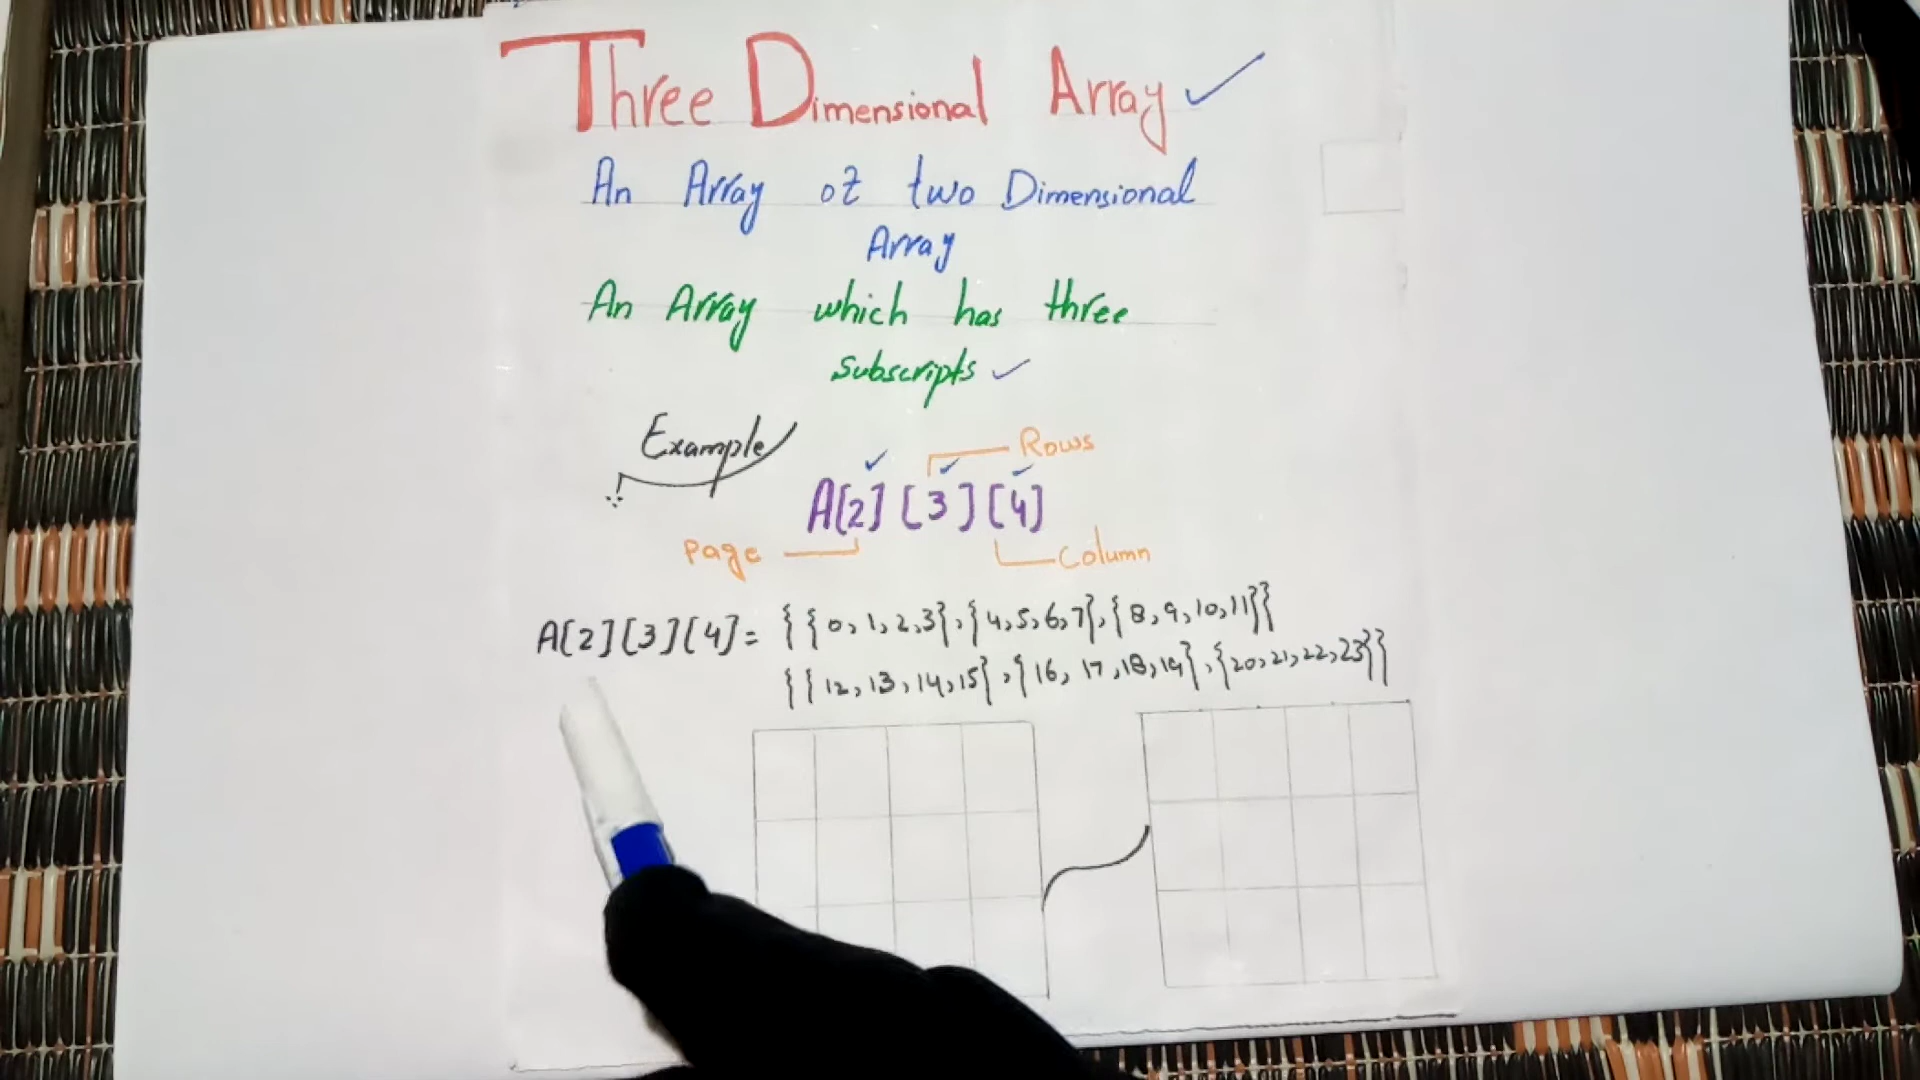 Three Dimensional Array
An Array of two Dimensional
Array
An Array which has three
subscripts
Example
Rows
A[2] [3] [4]
Page
Column
A[2][3][4]= {{0,1,2,3},{4,5,6,7},{8,9,10,11}}
{{12,13,14,15},{16,17,18,19},{20,21,22,23}}